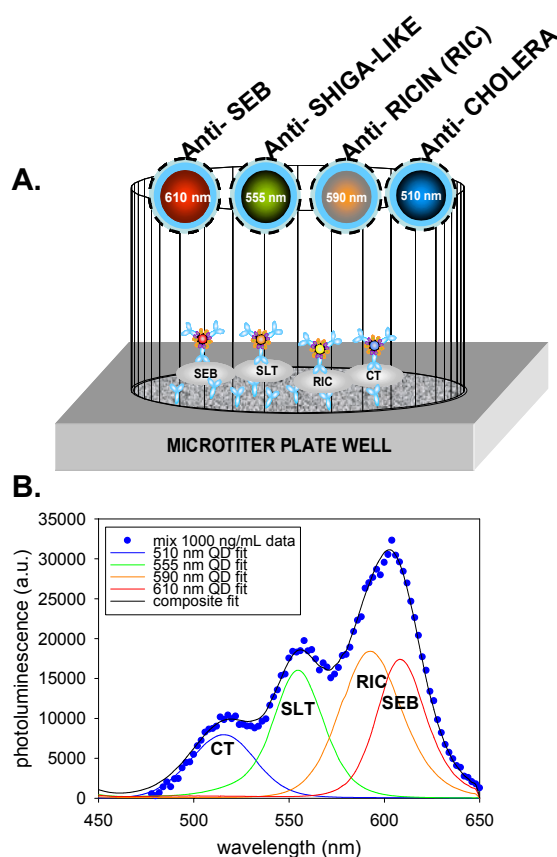 Anti- SEB
Anti- SHIGA-LIKE
Anti- RICIN (RIC)
Anti- CHOLERA
A.
610 nm
555 nm
590 nm
510 nm
SEB
SLT
RIC
CT
MICROTITER PLATE WELL
B.
35000
30000
25000
20000
15000
10000
5000
0
photoluminescence (a.u.)
mix 1000 ng/mL data
510 nm QD fit
555 nm QD fit
590 nm QD fit
610 nm QD fit
composite fit
CT
SLT
RIC
SEB
450 500 550 600 650
wavelength (nm)